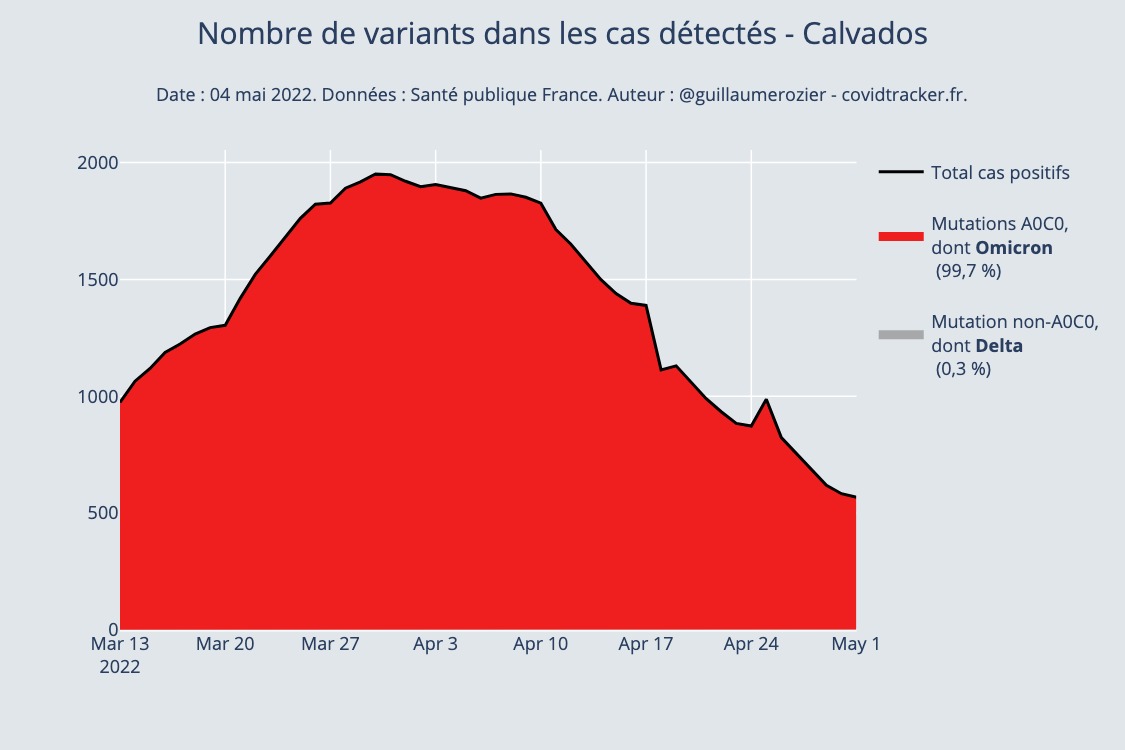 Nombre de variants dans les cas détectés - Calvados
Date : 04 mai 2022. Données : Santé publique France. Auteur : @guillaumerozier - covidtracker.fr.
2000
1500
1000
500
0
Mar 13
2022
Mar 20
Mar 27
Apr 3
Apr 10
Apr 17
Apr 24
May 1
Total cas positifs
Mutations A0C0,
dont Omicron
(99,7 %)
Mutation non-A0C0,
dont Delta
(0,3 %)